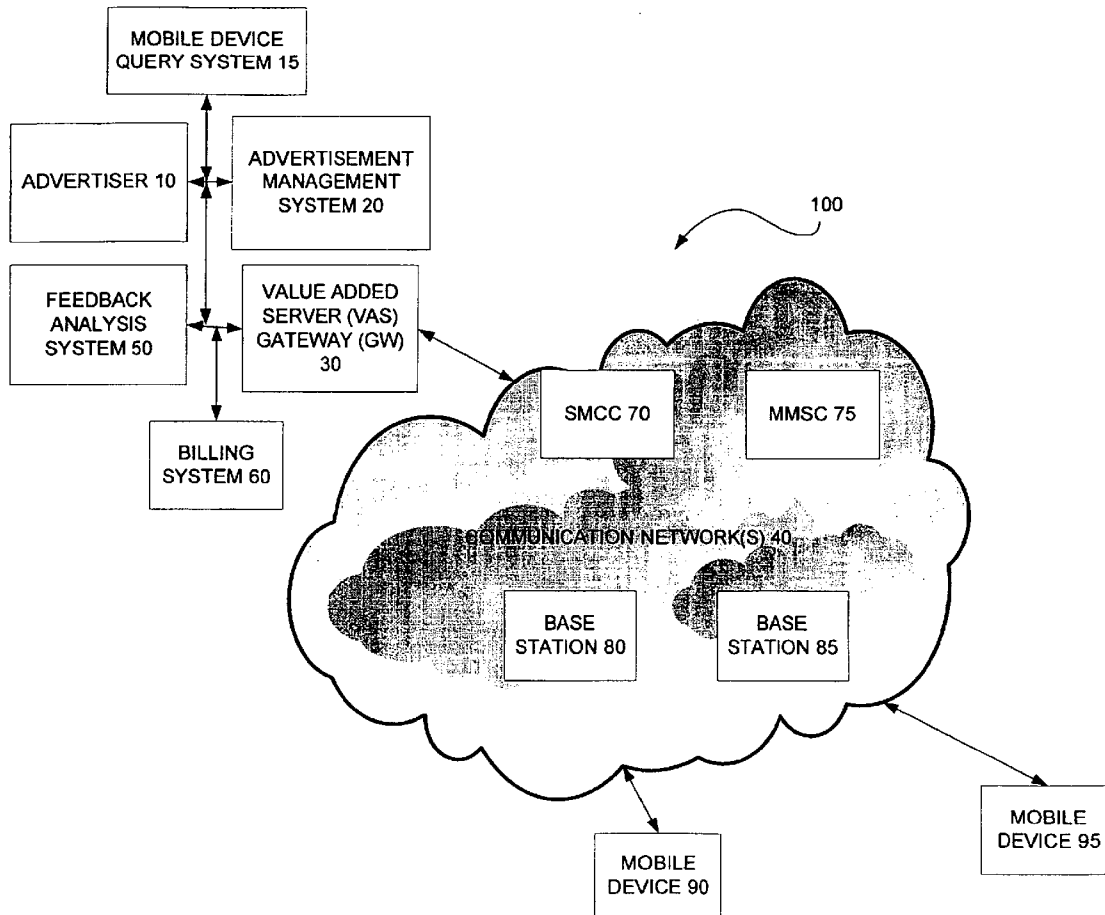 MOBILE DEVICE
QUERY SYSTEM 15
ADVERTISER 10
ADVERTISEMENT
MANAGEMENT
SYSTEM 20
100
FEEDBACK
ANALYSIS
SYSTEM 50
VALUE ADDED
SERVER (VAS)
GATEWAY (GW)
30
BILLING
SYSTEM 60
SMCC 70
MMSC 75
COMMUNICATION NETWORK(S) 40
BASE
STATION 80
BASE
STATION 85
MOBILE
DEVICE 90
MOBILE
DEVICE 95